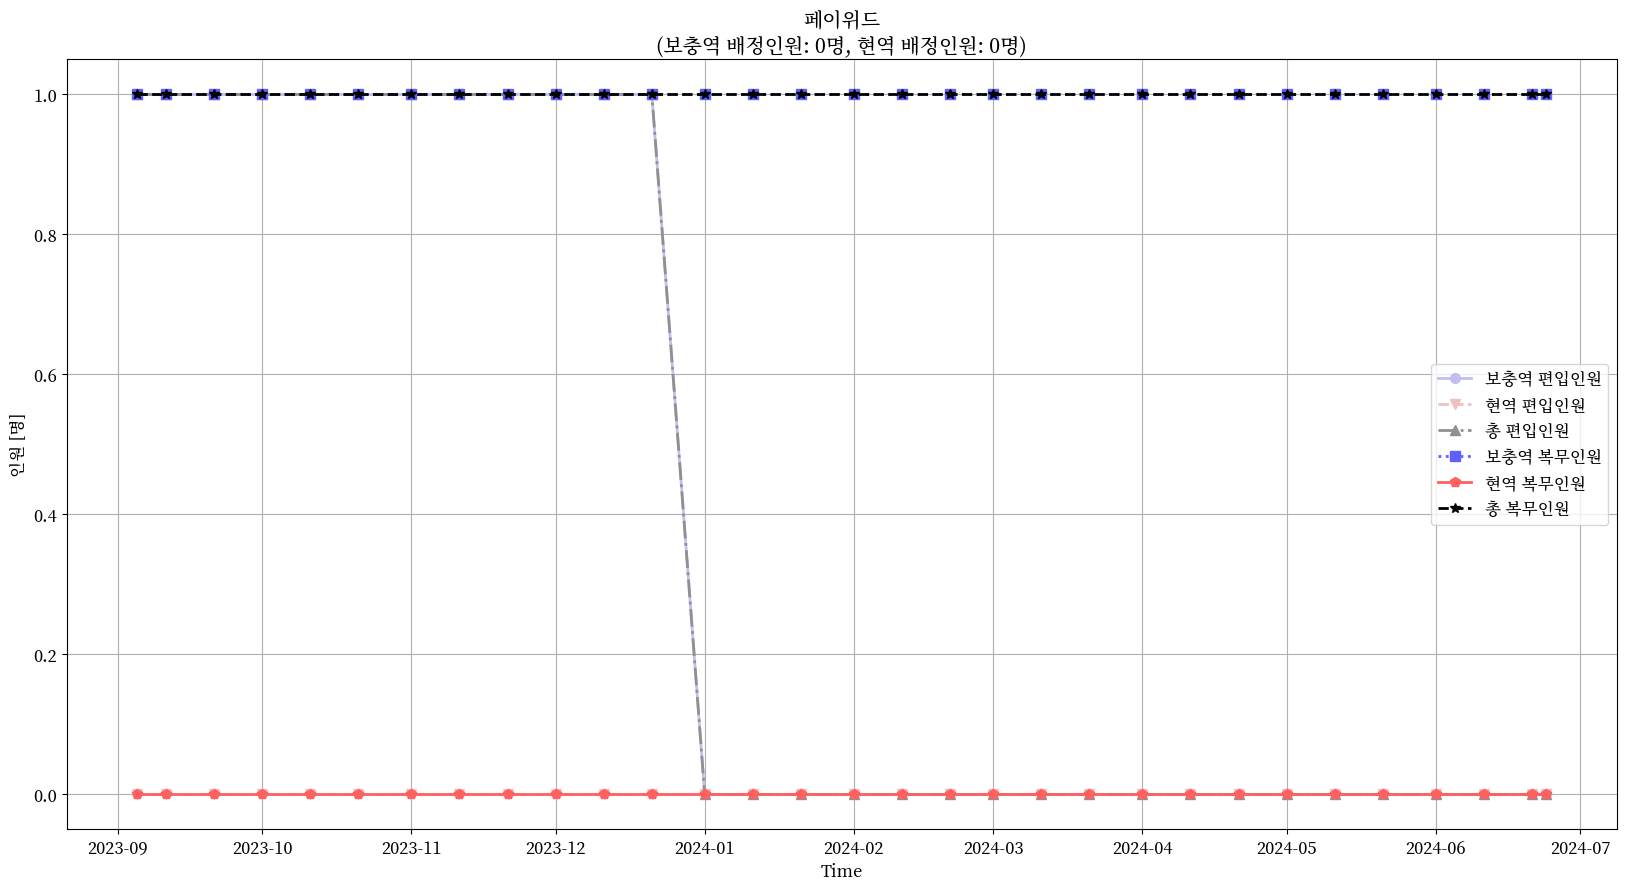 페이위드
(보충역 배정인원: 0명, 현역 배정인원: 0명)
인원 [명]
1.0
0.8
0.6
0.4
0.2
0.0
보충역 편입인원
현역 편입인원
총 편입인원
보충역 복무인원
현역 복무인원
총 복무인원
2023-09 2023-10 2023-11 2023-12 2024-01 2024-02 2024-03 2024-04 2024-05 2024-06 2024-07
Time